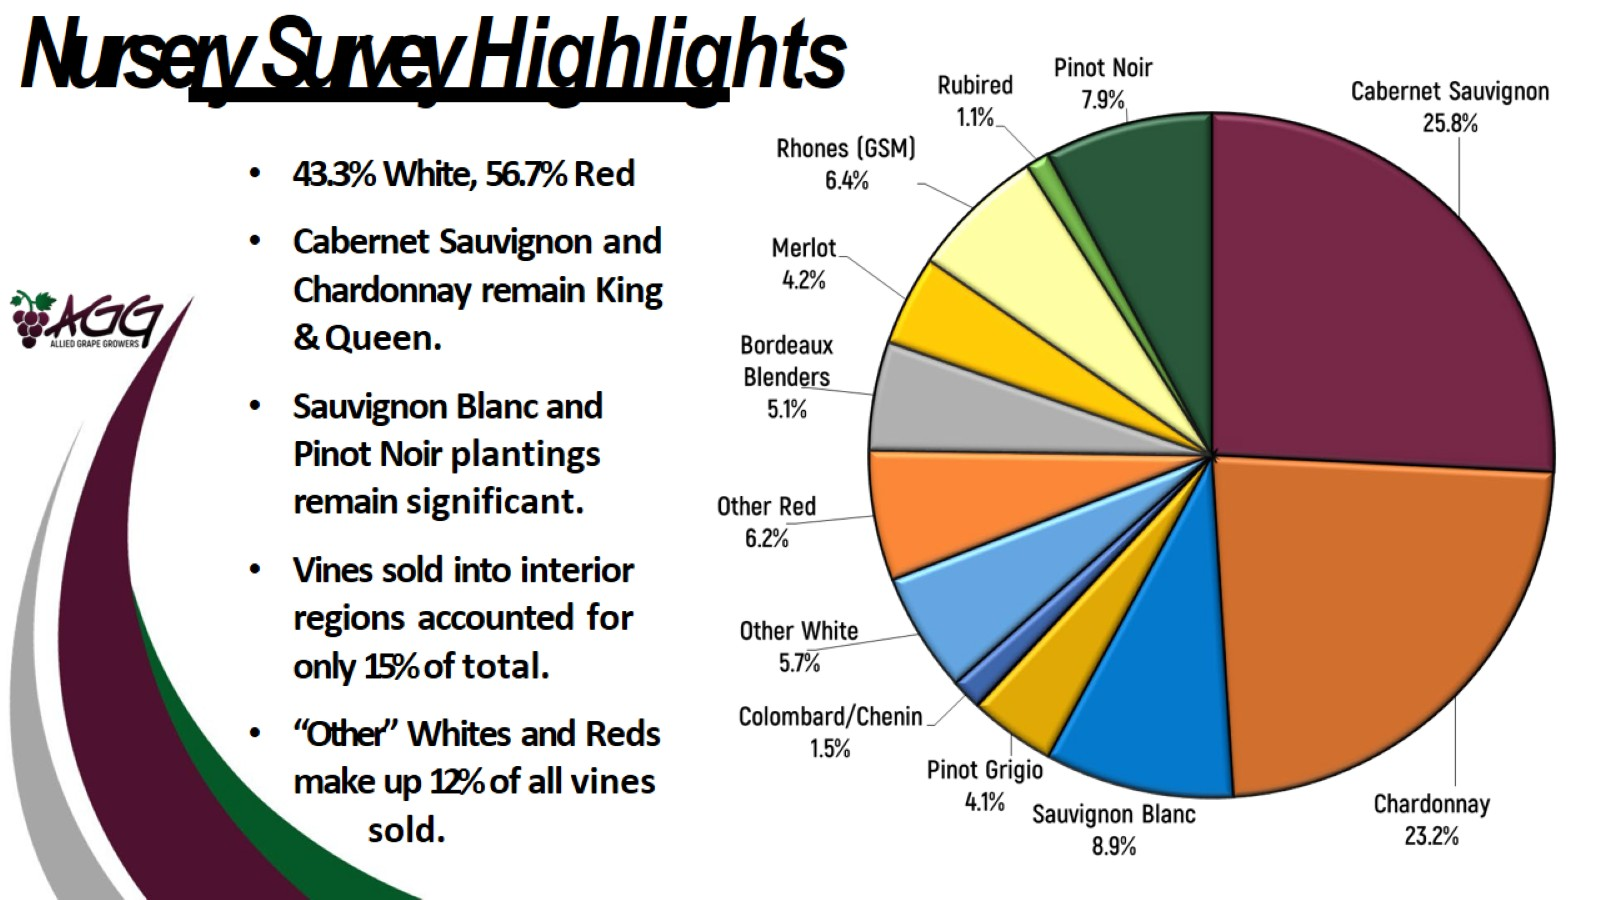 Nursery Survey Highlights
• 43.3% White, 56.7% Red
• Cabernet Sauvignon and
Chardonnay remain King
& Queen.
• Sauvignon Blanc and
Pinot Noir plantings
remain significant.
• Vines sold into interior
regions accounted for
only 15% of total.
• “Other” Whites and Reds
make up 12% of all vines
sold.
AGG
ALLIED GRAPE GROWERS
Pinot Noir
7.9%
Cabernet Sauvignon
25.8%
Rubired
1.1%
Rhones (GSM)
6.4%
Merlot
4.2%
Bordeaux
Blenders
5.1%
Other Red
6.2%
Other White
5.7%
Colombard/Chenin
1.5%
Pinot Grigio
4.1%
Sauvignon Blanc
8.9%
Chardonnay
23.2%